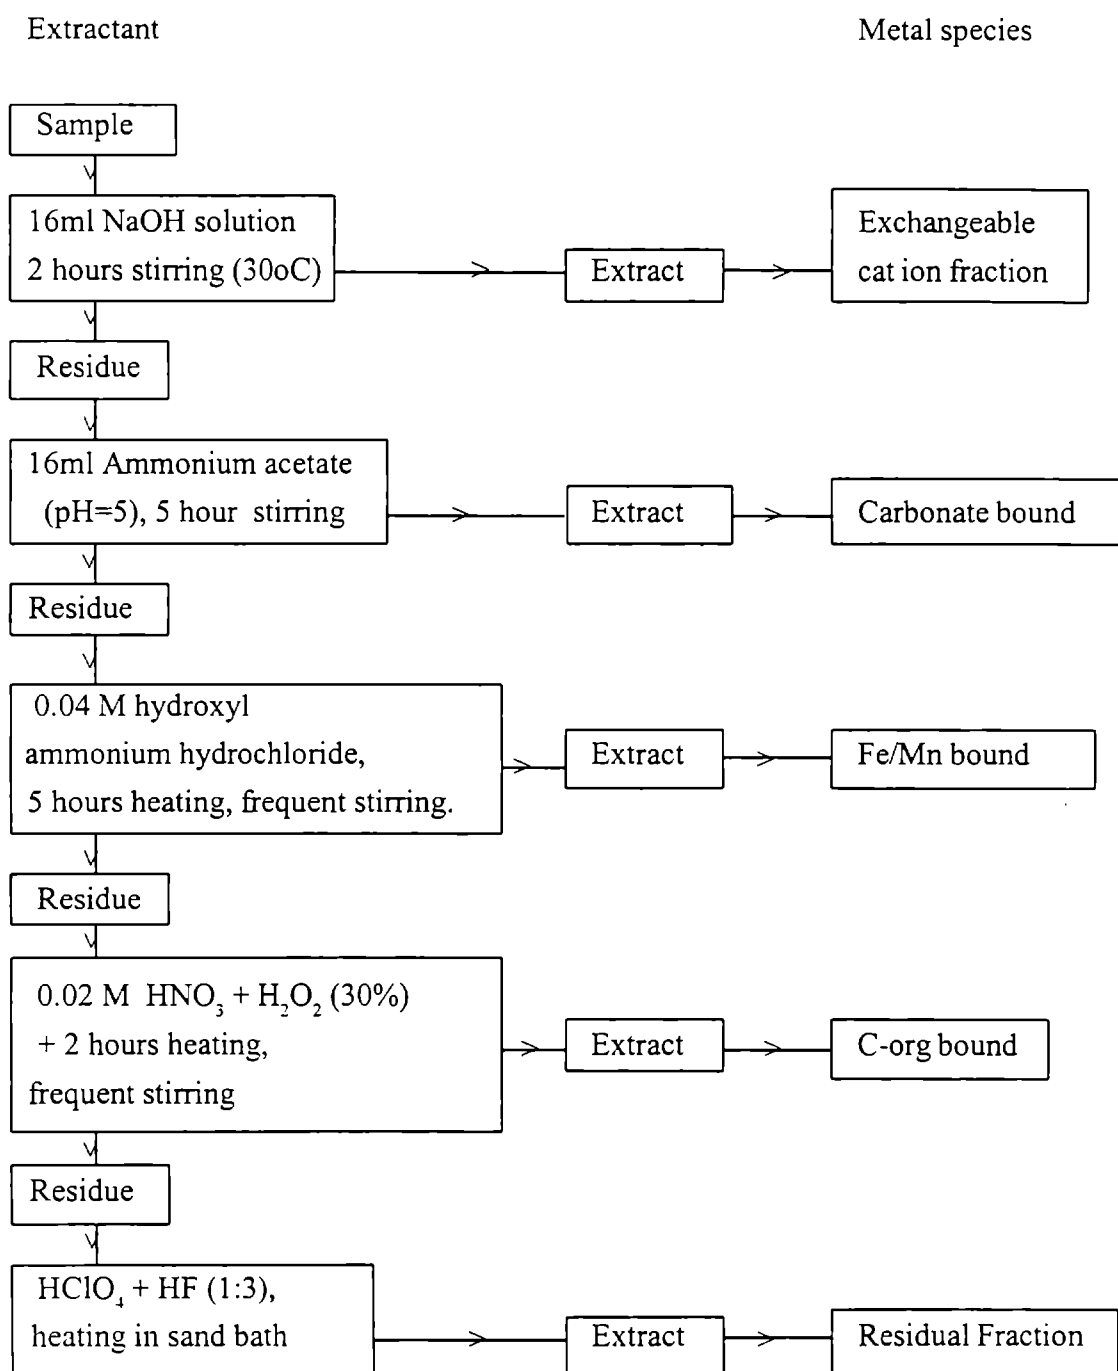 Extractant
Metal species
Sample
16ml NaOH solution
2 hours stirring (30oC)
Extract
Exchangeable
cat ion fraction
Residue
16ml Ammonium acetate
(pH=5), 5 hour stirring
Extract
Carbonate bound
Residue
0.04 M hydroxyl
ammonium hydrochloride,
5 hours heating, frequent stirring.
Extract
Fe/Mn bound
Residue
0.02 M HNO₃ + H₂O₂ (30%)
+ 2 hours heating,
frequent stirring
Extract
C-org bound
Residue
HClO₄ + HF (1:3),
heating in sand bath
Extract
Residual Fraction